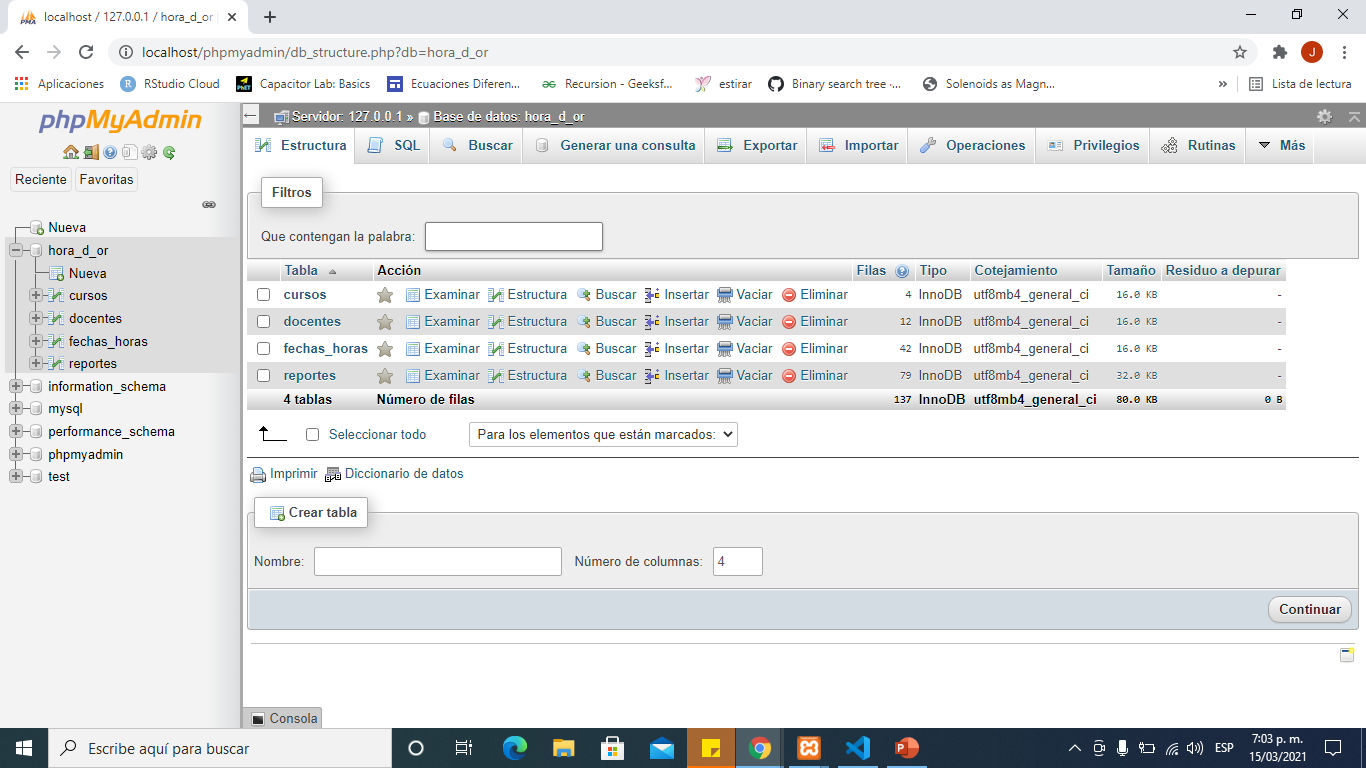 localhost / 127.0.0.1 / hora_d_or
localhost/phpmyadmin/db_structure.php?db=hora_d_or
J
Aplicaciones RStudio Cloud Capacitor Lab: Basics Ecuaciones Diferen... Recursion - Geeksf... estirar Binary search tree -... Solenoids as Magn... » Lista de lectura
phpMyAdmin
Reciente Favoritas
Nueva
hora_d_or
Nueva
cursos
docentes
fechas_horas
reportes
information_schema
mysql
performance_schema
phpmyadmin
test
Servidor: 127.0.0.1 » Base de datos: hora_d_or
Estructura SQL Buscar Generar una consulta Exportar Importar Operaciones Privilegios Rutinas Más
Filtros
Que contengan la palabra:
Tabla Acción Filas Tipo Cotejamiento Tamaño Residuo a depurar
cursos Examinar Estructura Buscar Insertar Vaciar Eliminar 4 InnoDB utf8mb4_general_ci 16.0 KB -
docentes Examinar Estructura Buscar Insertar Vaciar Eliminar 12 InnoDB utf8mb4_general_ci 16.0 KB -
fechas_horas Examinar Estructura Buscar Insertar Vaciar Eliminar 42 InnoDB utf8mb4_general_ci 16.0 KB -
reportes Examinar Estructura Buscar Insertar Vaciar Eliminar 79 InnoDB utf8mb4_general_ci 32.0 KB -
4 tablas Número de filas 137 InnoDB utf8mb4_general_ci 80.0 KB 0 B
Seleccionar todo Para los elementos que están marcados:
Imprimir Diccionario de datos
Crear tabla
Nombre: Número de columnas: 4
Continuar
Consola
Escribe aquí para buscar
ESP
7:03 p. m.
15/03/2021